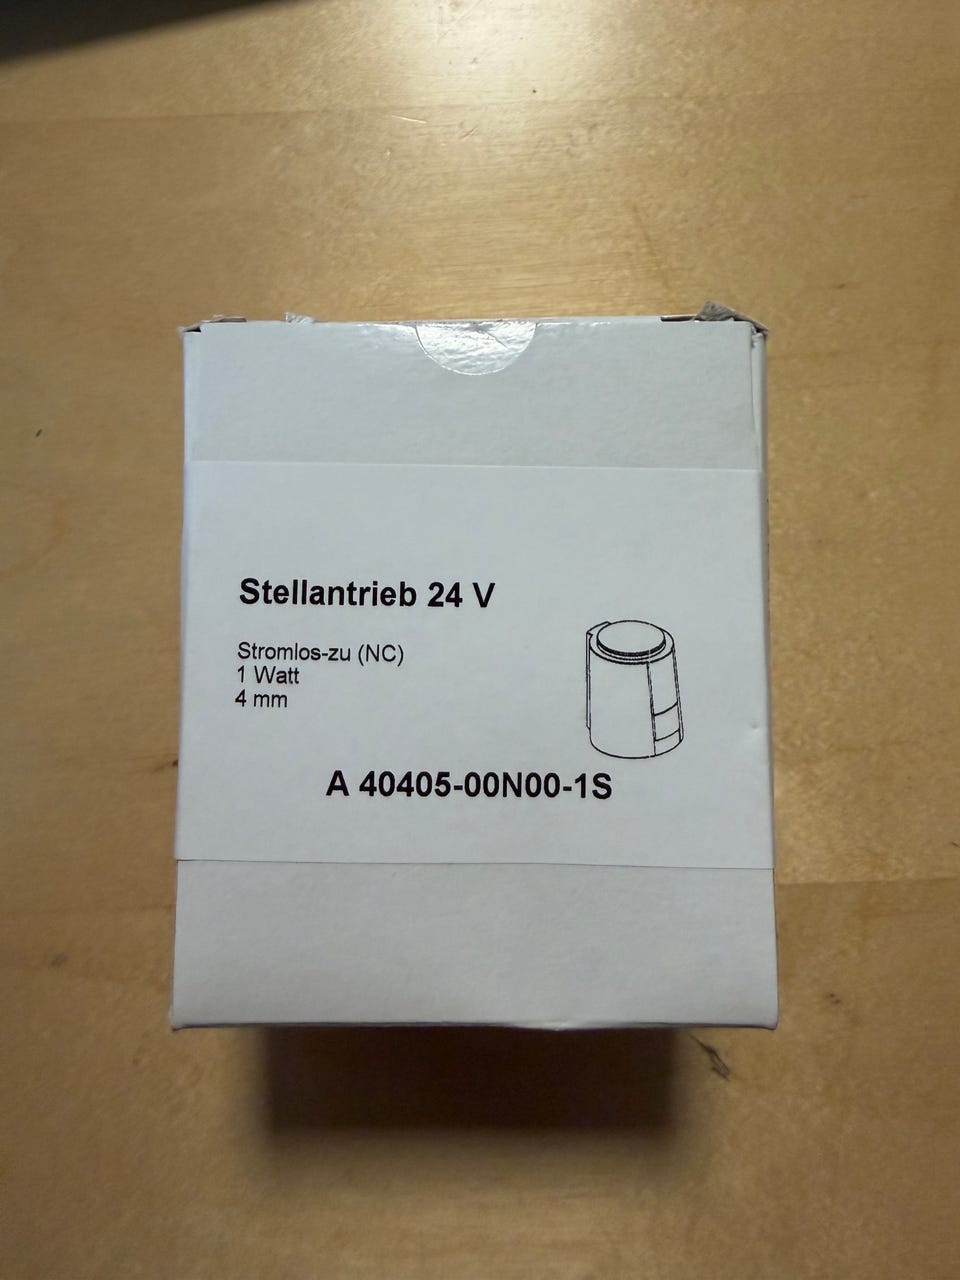 Stellantrieb 24 V
Stromlos-zu (NC)
1 Watt
4 mm
A 40405-00N00-1S